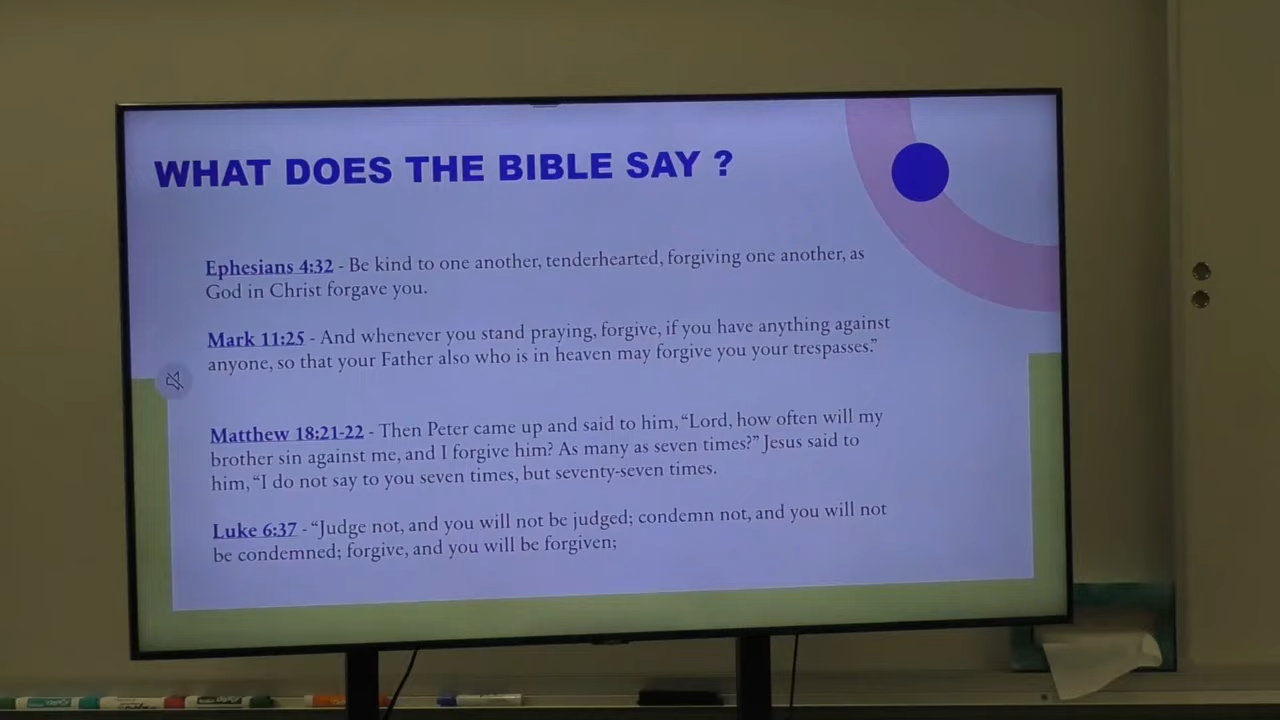 WHAT DOES THE BIBLE SAY ?
Ephesians 4:32 - Be kind to one another, tenderhearted, forgiving one another, as
God in Christ forgave you.
Mark 11:25 - And whenever you stand praying, forgive, if you have anything against
anyone, so that your Father also who is in heaven may forgive you your trespasses.”
Matthew 18:21-22 - Then Peter came up and said to him, “Lord, how often will my
brother sin against me, and I forgive him? As many as seven times?” Jesus said to
him, “I do not say to you seven times, but seventy-seven times.
Luke 6:37 - “Judge not, and you will not be judged; condemn not, and you will not
be condemned; forgive, and you will be forgiven;